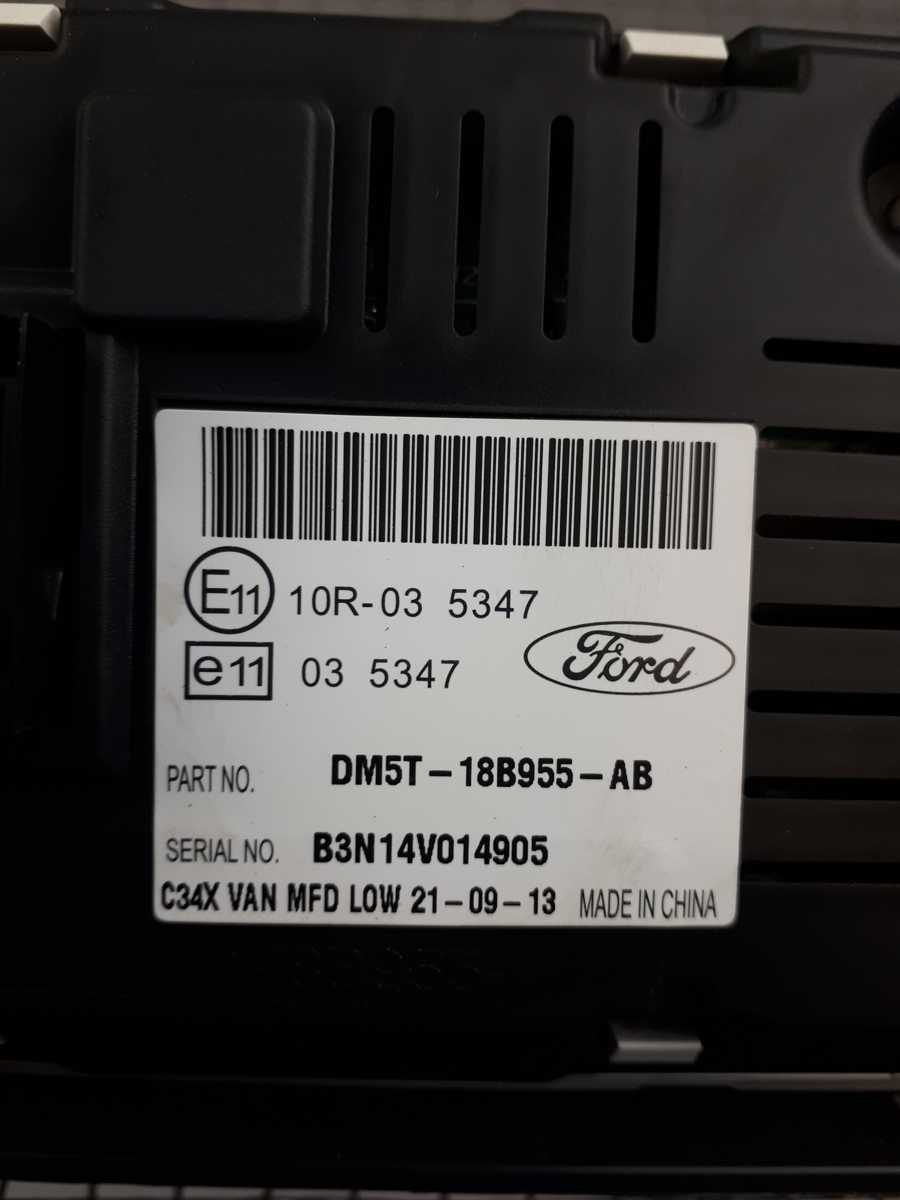 E11 10R-03 5347
e11 03 5347
Ford
PART NO. DM5T-18B955-AB
SERIAL NO. B3N14V014905
C34X VAN MFD LOW 21-09-13 MADE IN CHINA